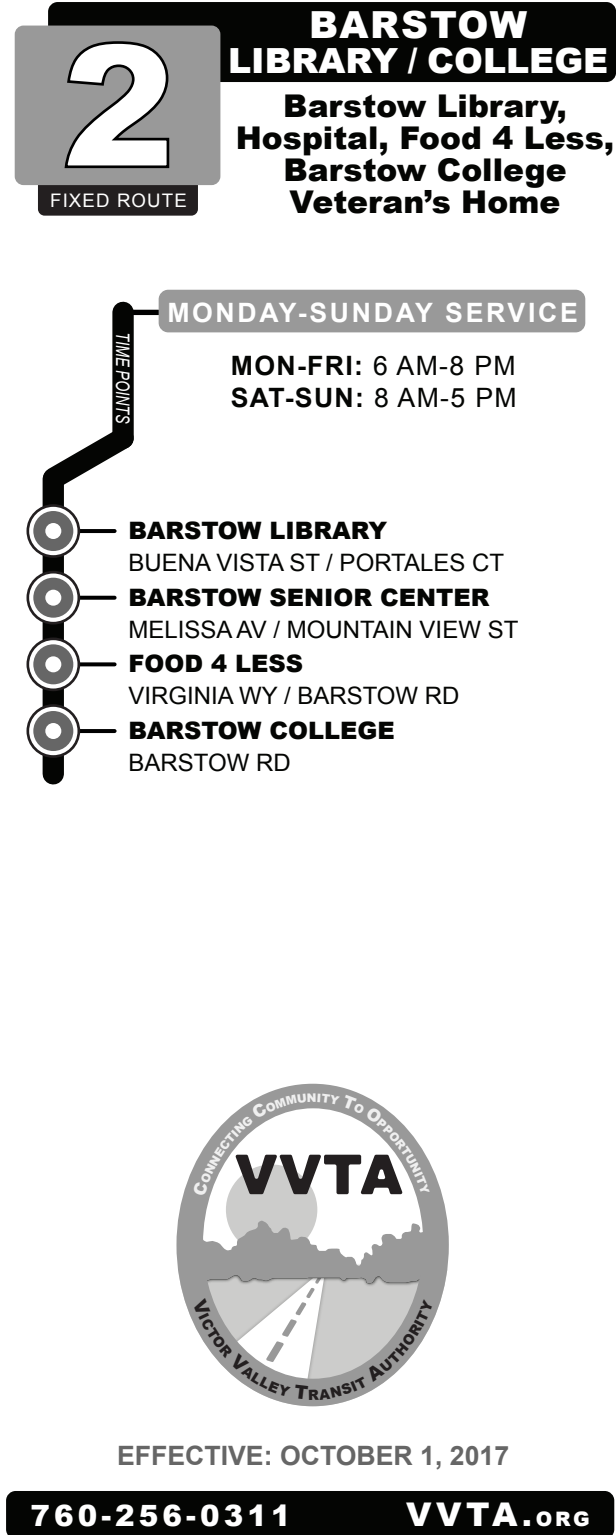 2
FIXED ROUTE
BARSTOW
LIBRARY / COLLEGE
Barstow Library,
Hospital, Food 4 Less,
Barstow College
Veteran's Home
TIME POINTS
MONDAY-SUNDAY SERVICE
MON-FRI: 6 AM-8 PM
SAT-SUN: 8 AM-5 PM
BARSTOW LIBRARY
BUENA VISTA ST / PORTALES CT
BARSTOW SENIOR CENTER
MELISSA AV / MOUNTAIN VIEW ST
FOOD 4 LESS
VIRGINIA WY / BARSTOW RD
BARSTOW COLLEGE
BARSTOW RD
CONNECTING COMMUNITY TO OPPORTUNITY
VVTA
VICTOR VALLEY TRANSIT AUTHORITY
EFFECTIVE: OCTOBER 1, 2017
760-256-0311 VVTA.ORG